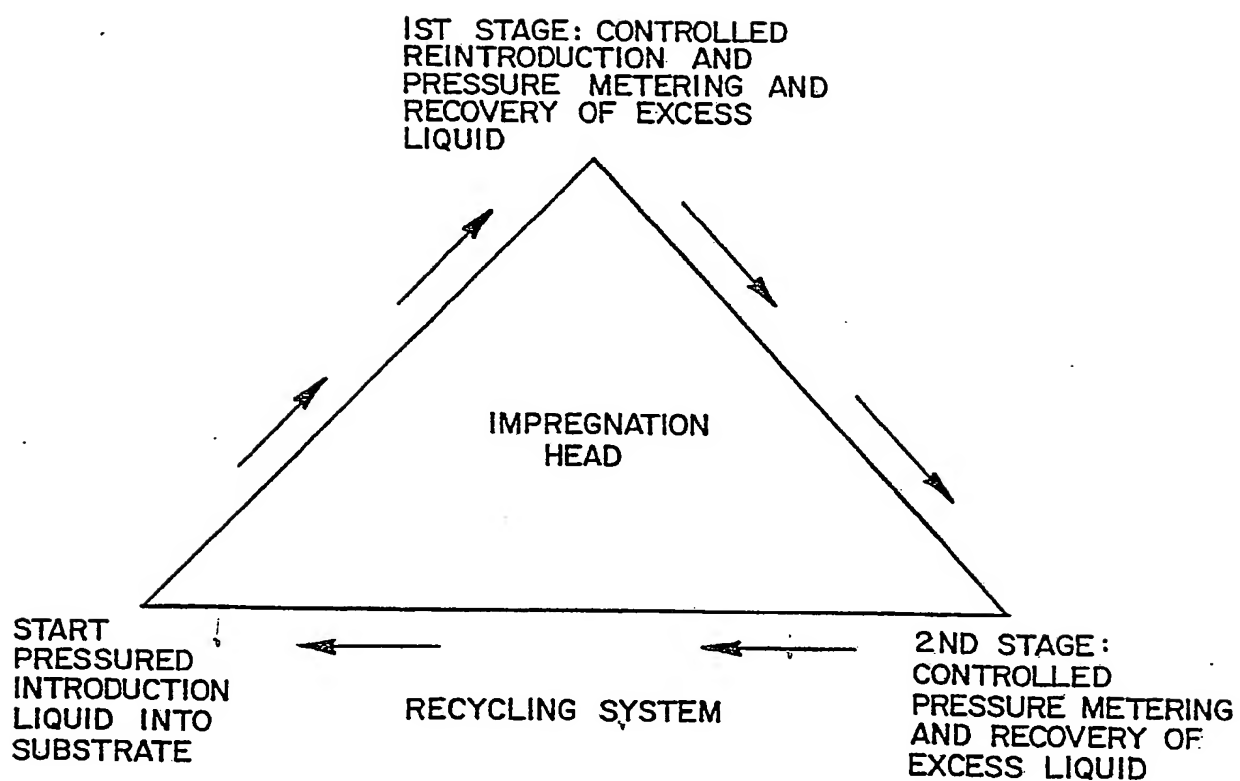 1ST STAGE: CONTROLLED
REINTRODUCTION AND
PRESSURE METERING AND
RECOVERY OF EXCESS
LIQUID
IMPREGNATION
HEAD
START
PRESSURED
INTRODUCTION
LIQUID INTO
SUBSTRATE
RECYCLING SYSTEM
2ND STAGE:
CONTROLLED
PRESSURE METERING
AND RECOVERY OF
EXCESS LIQUID